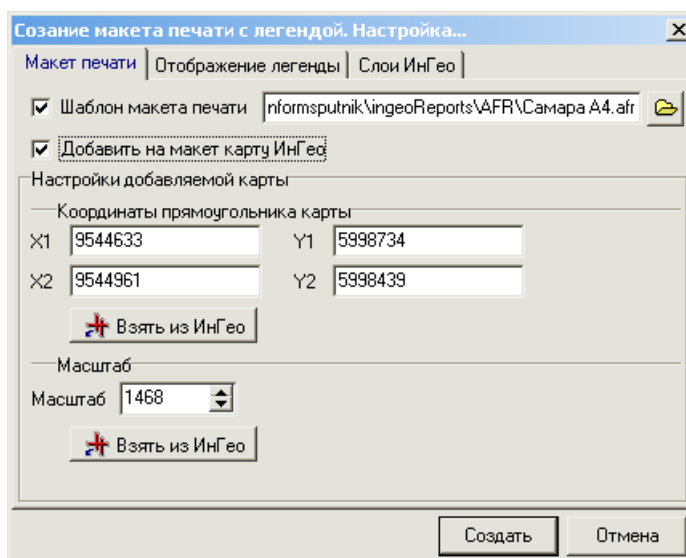 Созание макета печати с легендой. Настройка...
Макет печати Отображение легенды Слои ИнГео
Шаблон макета печати nformsputnik\ingeoReports\AFR\Самара А4.afr
Добавить на макет карту ИнГео
Настройки добавляемой карты
Координаты прямоугольника карты
X1 9544633 Y1 5998734
X2 9544961 Y2 5998439
Взять из ИнГео
Масштаб
Масштаб 1468
Взять из ИнГео
Создать Отмена